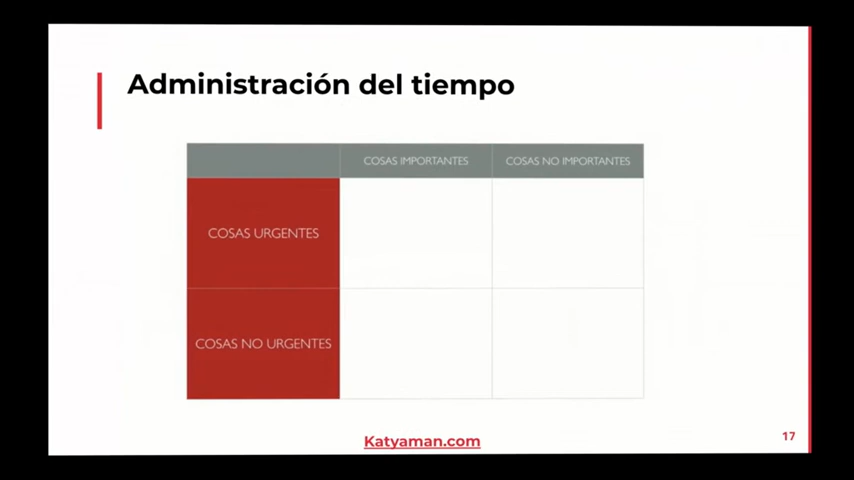 Administración del tiempo
COSAS IMPORTANTES
COSAS NO IMPORTANTES
COSAS URGENTES
COSAS NO URGENTES
Katyaman.com
17